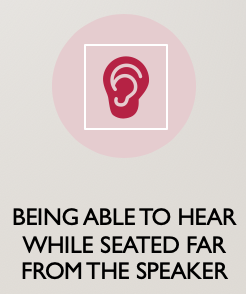 BEING ABLE TO HEAR
WHILE SEATED FAR
FROM THE SPEAKER